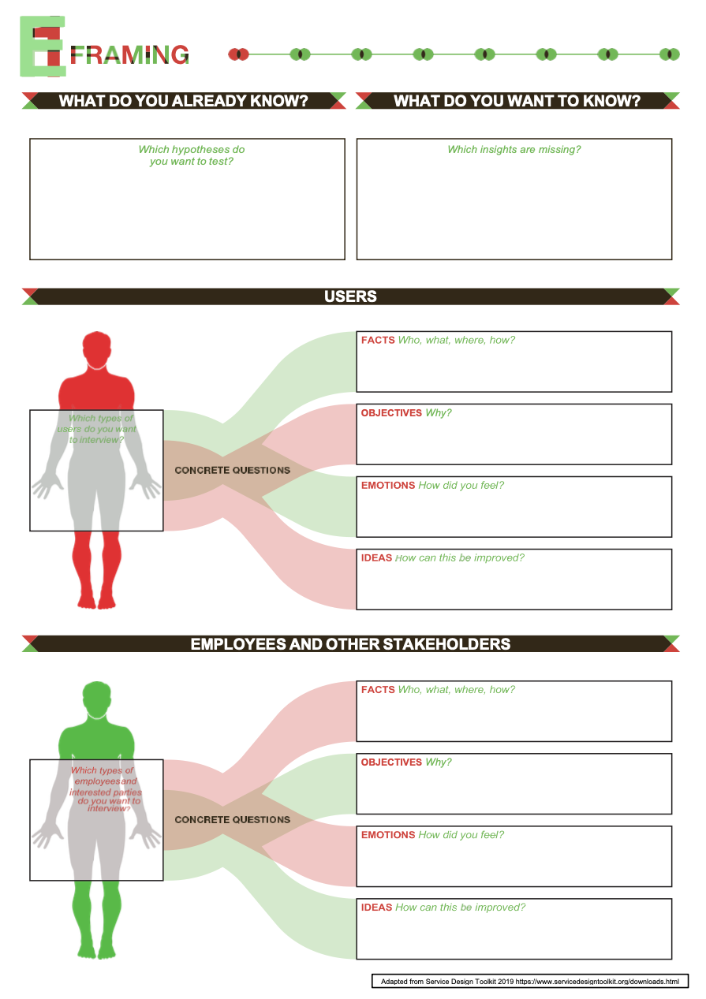 E1 FRAMING
WHAT DO YOU ALREADY KNOW?
WHAT DO YOU WANT TO KNOW?
Which hypotheses do
you want to test?
Which insights are missing?
USERS
Which types of
users do you want
to interview?
CONCRETE QUESTIONS
FACTS Who, what, where, how?
OBJECTIVES Why?
EMOTIONS How did you feel?
IDEAS How can this be improved?
EMPLOYEES AND OTHER STAKEHOLDERS
Which types of
employees and
interested parties
do you want to
interview?
CONCRETE QUESTIONS
FACTS Who, what, where, how?
OBJECTIVES Why?
EMOTIONS How did you feel?
IDEAS How can this be improved?
Adapted from Service Design Toolkit 2019 https://www.servicedesigntoolkit.org/downloads.html